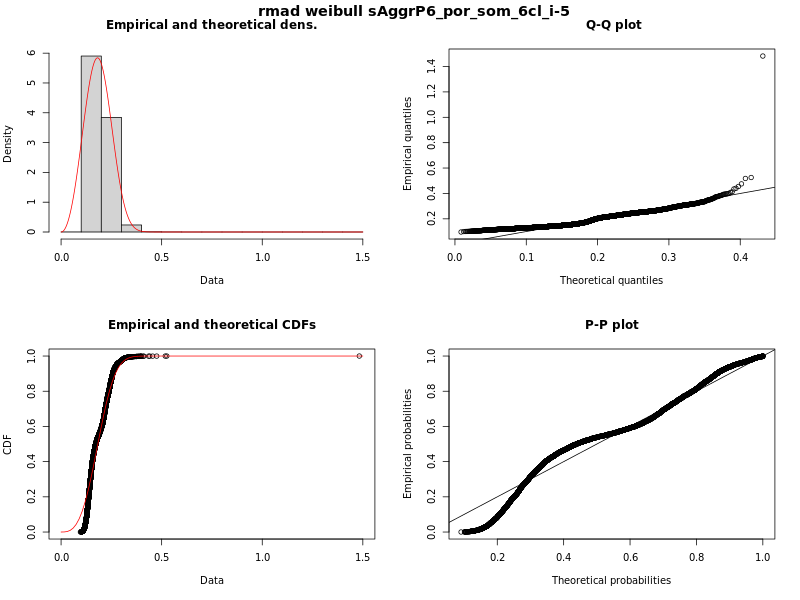 rmad weibull sAggrP6_por_som_6cl_i-5
Empirical and theoretical dens.
Density
0 1 2 3 4 5 6
0.0 0.5 1.0 1.5
Data
Q-Q plot
Empirical quantiles
0.2 0.4 0.6 0.8 1.0 1.2 1.4
0.0 0.1 0.2 0.3 0.4
Theoretical quantiles
Empirical and theoretical CDFs
CDF
0.0 0.2 0.4 0.6 0.8 1.0
0.0 0.5 1.0 1.5
Data
P-P plot
Empirical probabilities
0.0 0.2 0.4 0.6 0.8 1.0
0.2 0.4 0.6 0.8 1.0
Theoretical probabilities